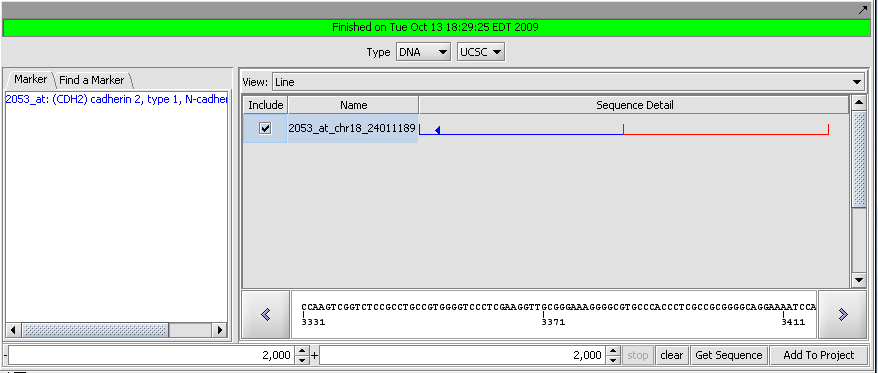 Finished on Tue Oct 13 18:29:25 EDT 2009
Type DNA UCSC
Marker Find a Marker
2053_at: (CDH2) cadherin 2, type 1, N-cadher
View: Line
Include Name Sequence Detail
2053_at_chr18_24011189
CCAAGTCGGTCTCCGCCTGCCGTGGGGTCCCTCGAAGGTTGCGGGAAAGGGGCGTGCCCACCCTCGCCGCGGGGCAGGAAAATCCA
3331 3371 3411
- 2,000 + 2,000 stop clear Get Sequence Add To Project